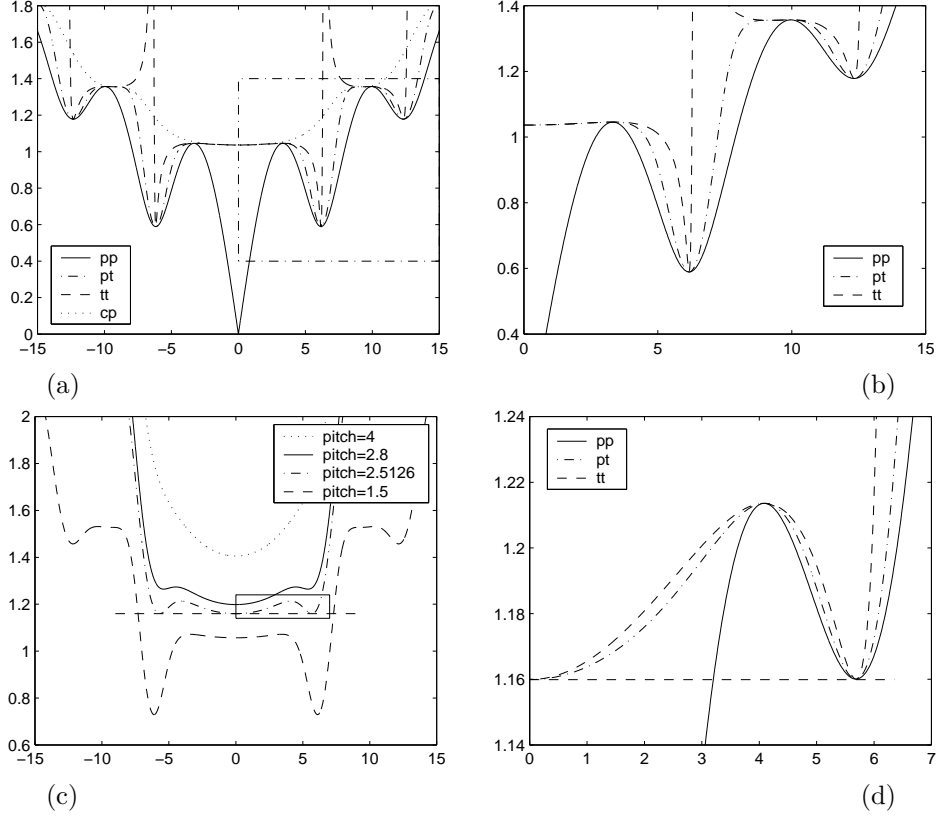 1.8
1.6
1.4
1.2
1
0.8
0.6
0.4
0.2
0
pp
pt
tt
cp
−15 −10 −5 0 5 10 15
(a)
1.4
1.2
1
0.8
0.6
0.4
pp
pt
tt
0 5 10 15
(b)
2
1.8
1.6
1.4
1.2
1
0.8
0.6
pitch=4
pitch=2.8
pitch=2.5126
pitch=1.5
−15 −10 −5 0 5 10 15
(c)
1.24
1.22
1.2
1.18
1.16
1.14
pp
pt
tt
0 1 2 3 4 5 6 7
(d)